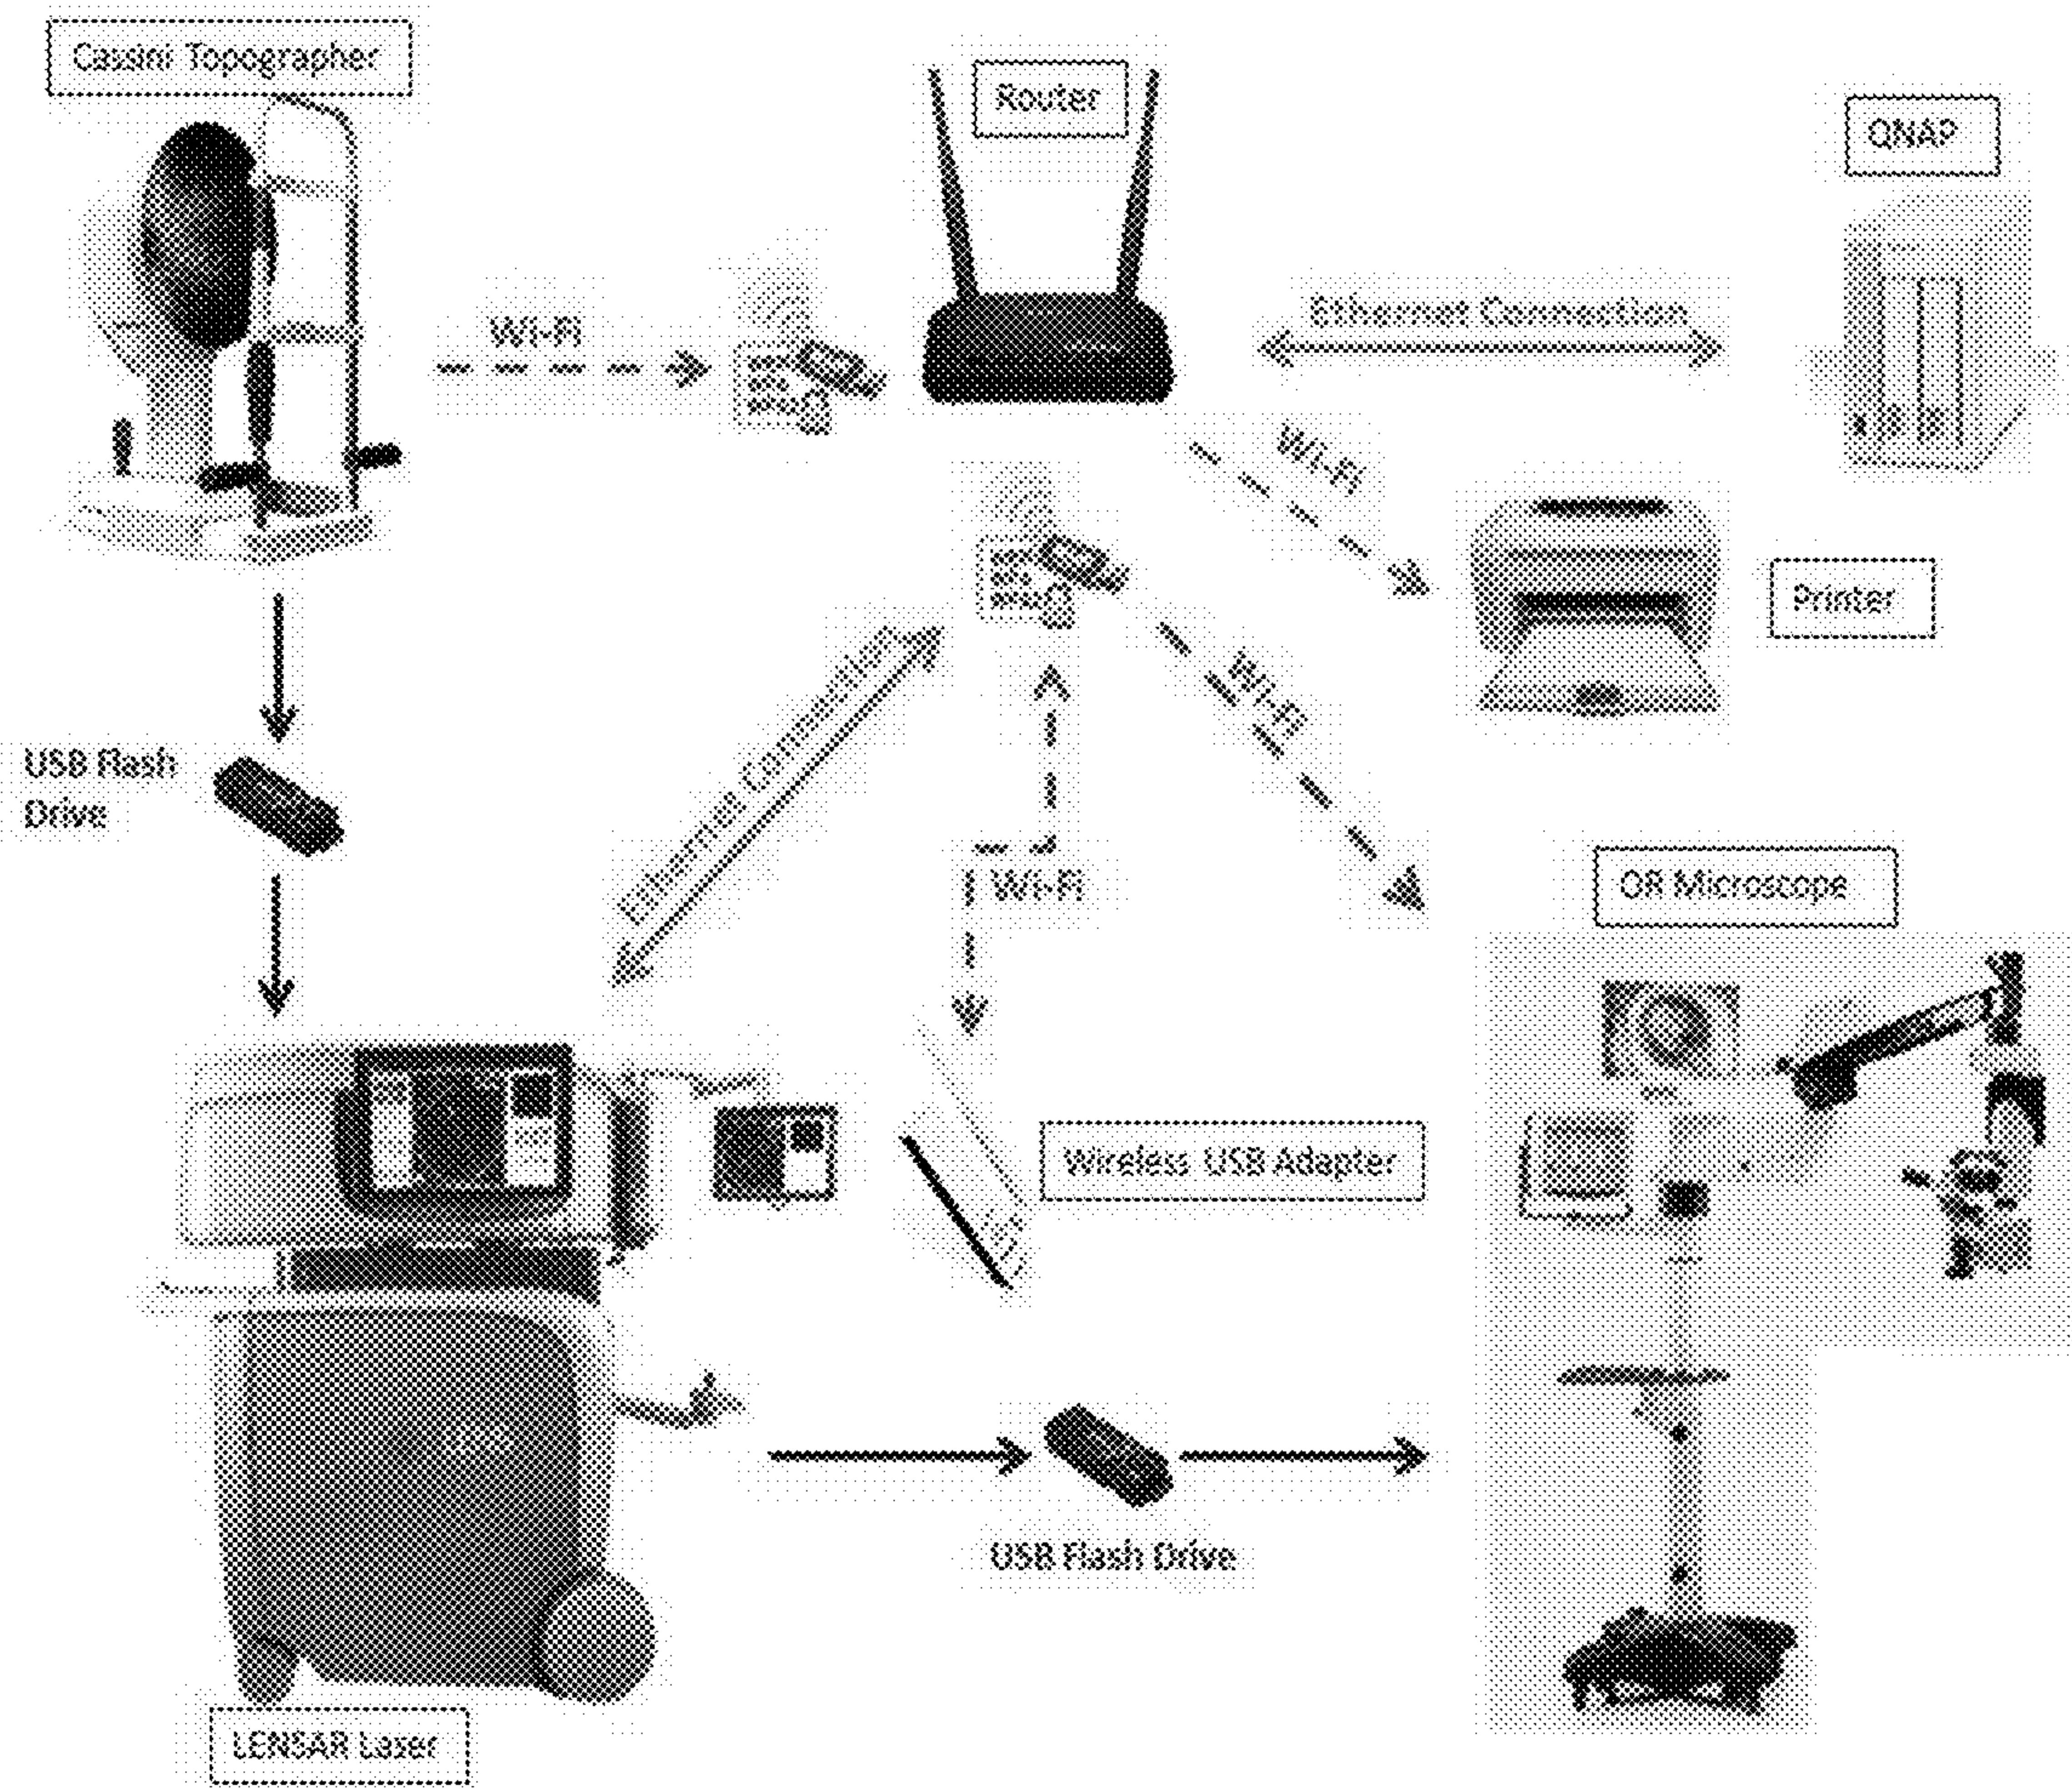 Cassini Topographer
Router
QNAP
Wi-Fi
Ethernet Connection
Wi-Fi
Printer
Wi-Fi
USB Flash
Drive
Ethernet Connection
Wi-Fi
OR Microscope
Wireless USB Adapter
USB Flash Drive
LENSAR Laser